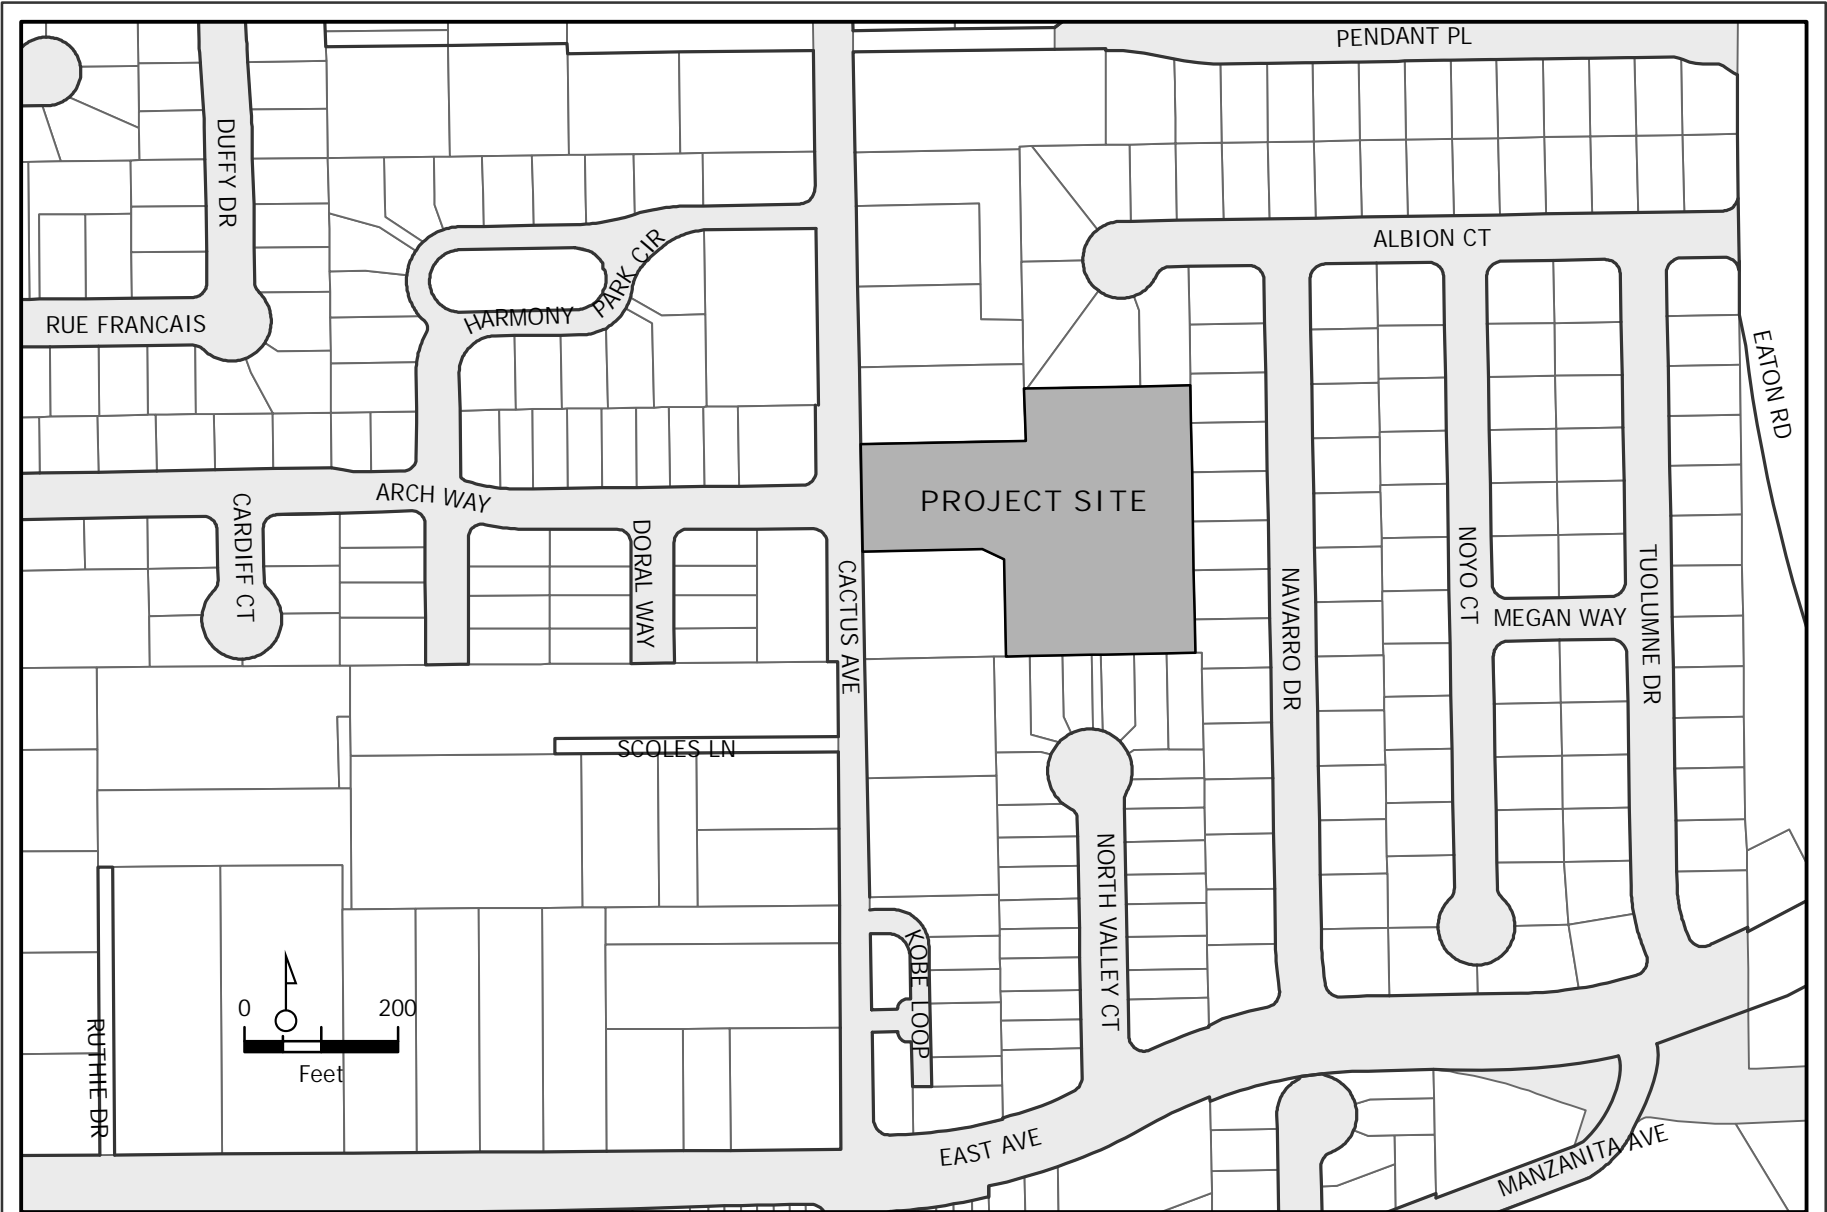 PENDANT PL
DUFFY DR
ALBION CT
PARK CIR
HARMONY
RUE FRANCAIS
EATON RD
ARCH WAY
PROJECT SITE
CARDIFF CT
DORAL WAY
CACTUS AVE
NAVARRO DR
NOYO CT
MEGAN WAY
TUOLUMNE DR
SCOLES LN
NORTH VALLEY CT
KOBE LOOP
0 200
Feet
RUTHIE DR
EAST AVE
MANZANITA AVE